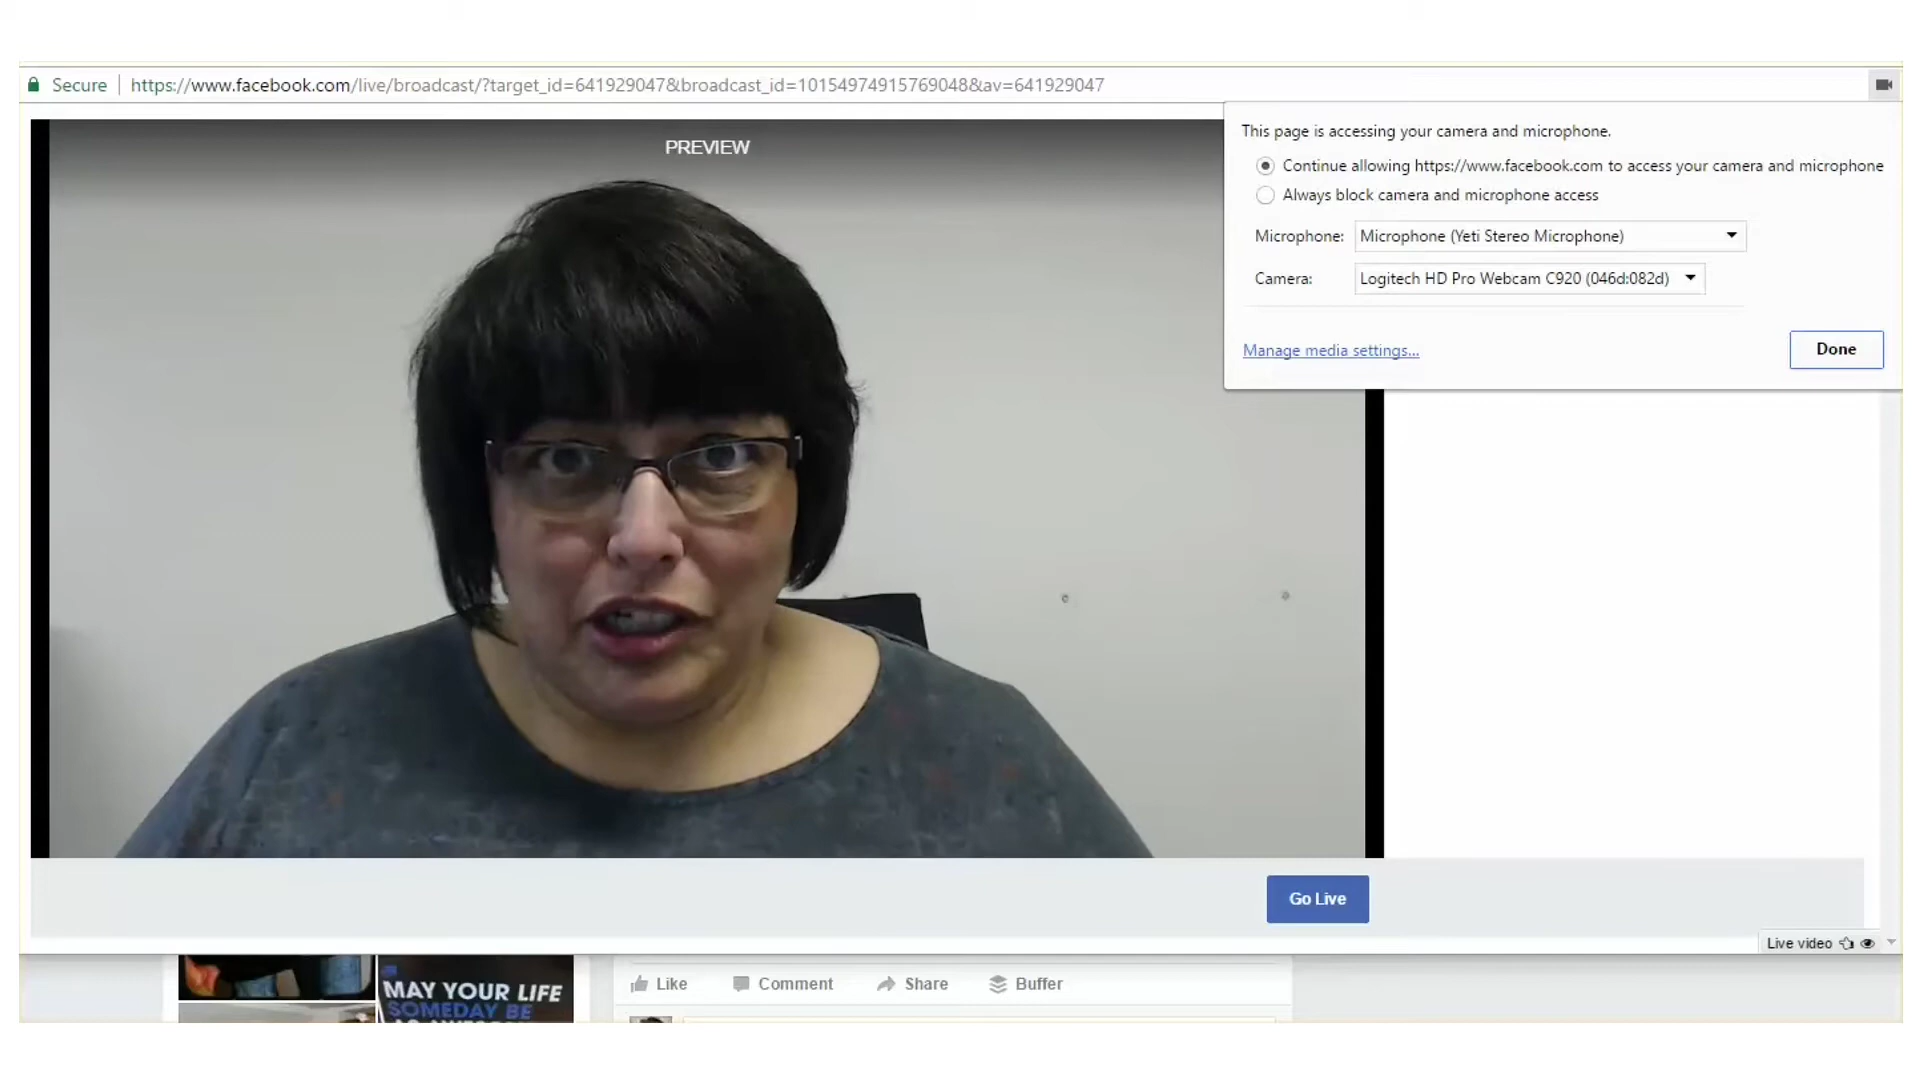 Secure
https://www.facebook.com/live/broadcast/?target_id=641929047&broadcast_id=10154974915769048&av=641929047
PREVIEW
This page is accessing your camera and microphone.
Continue allowing https://www.facebook.com to access your camera and microphone
Always block camera and microphone access
Microphone: Microphone (Yeti Stereo Microphone)
Camera: Logitech HD Pro Webcam C920 (046d:082d)
Manage media settings...
Done
Go Live
Live video
MAY YOUR LIFE
SOMEDAY BE
Like Comment Share Buffer